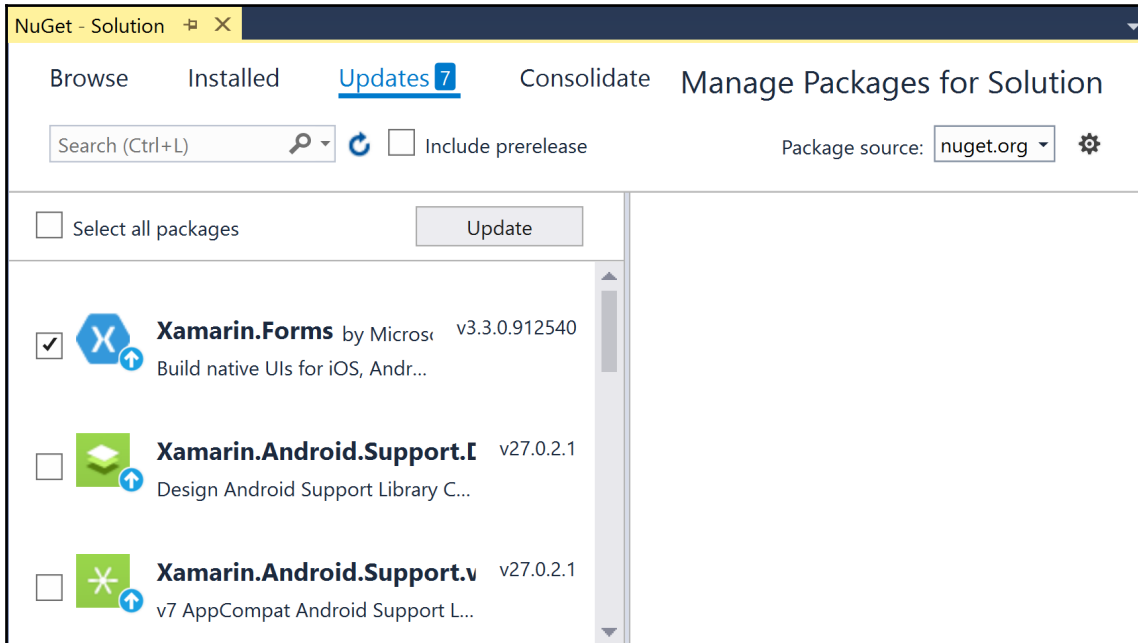 NuGet - Solution
Browse Installed Updates 7 Consolidate Manage Packages for Solution
Search (Ctrl+L) Include prerelease Package source: nuget.org
Select all packages Update
Xamarin.Forms by Microsc v3.3.0.912540
Build native UIs for iOS, Andr...
Xamarin.Android.Support.D v27.0.2.1
Design Android Support Library C...
Xamarin.Android.Support.v v27.0.2.1
v7 AppCompat Android Support L...